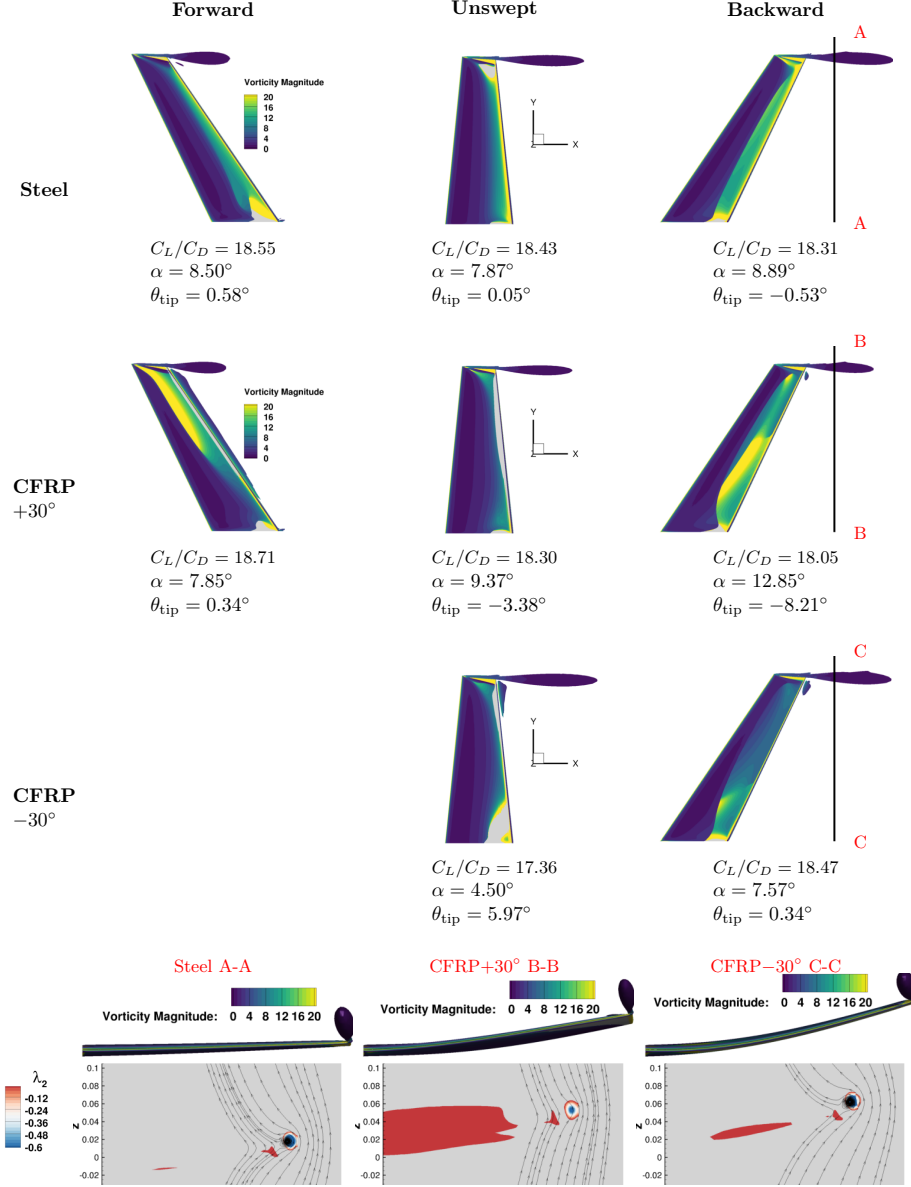 Forward
Unswept
Backward
A
Vorticity Magnitude
20
16
12
8
4
0
Y
Z
X
Steel
A
C_L/C_D = 18.55
α = 8.50°
θ_tip = 0.58°
C_L/C_D = 18.43
α = 7.87°
θ_tip = 0.05°
C_L/C_D = 18.31
α = 8.89°
θ_tip = −0.53°
B
Vorticity Magnitude
20
16
12
8
4
0
Y
Z
X
CFRP
+30°
B
C_L/C_D = 18.71
α = 7.85°
θ_tip = 0.34°
C_L/C_D = 18.30
α = 9.37°
θ_tip = −3.38°
C_L/C_D = 18.05
α = 12.85°
θ_tip = −8.21°
C
Y
Z
X
CFRP
−30°
C
C_L/C_D = 17.36
α = 4.50°
θ_tip = 5.97°
C_L/C_D = 18.47
α = 7.57°
θ_tip = 0.34°
Steel A-A
CFRP+30° B-B
CFRP−30° C-C
Vorticity Magnitude: 0 4 8 12 16 20
Vorticity Magnitude: 0 4 8 12 16 20
Vorticity Magnitude: 0 4 8 12 16 20
λ_2
-0.12
-0.24
-0.36
-0.48
-0.6
0.1
0.08
0.06
0.04
0.02
0
-0.02
z
0.1
0.08
0.06
0.04
0.02
0
-0.02
z
0.1
0.08
0.06
0.04
0.02
0
-0.02
z